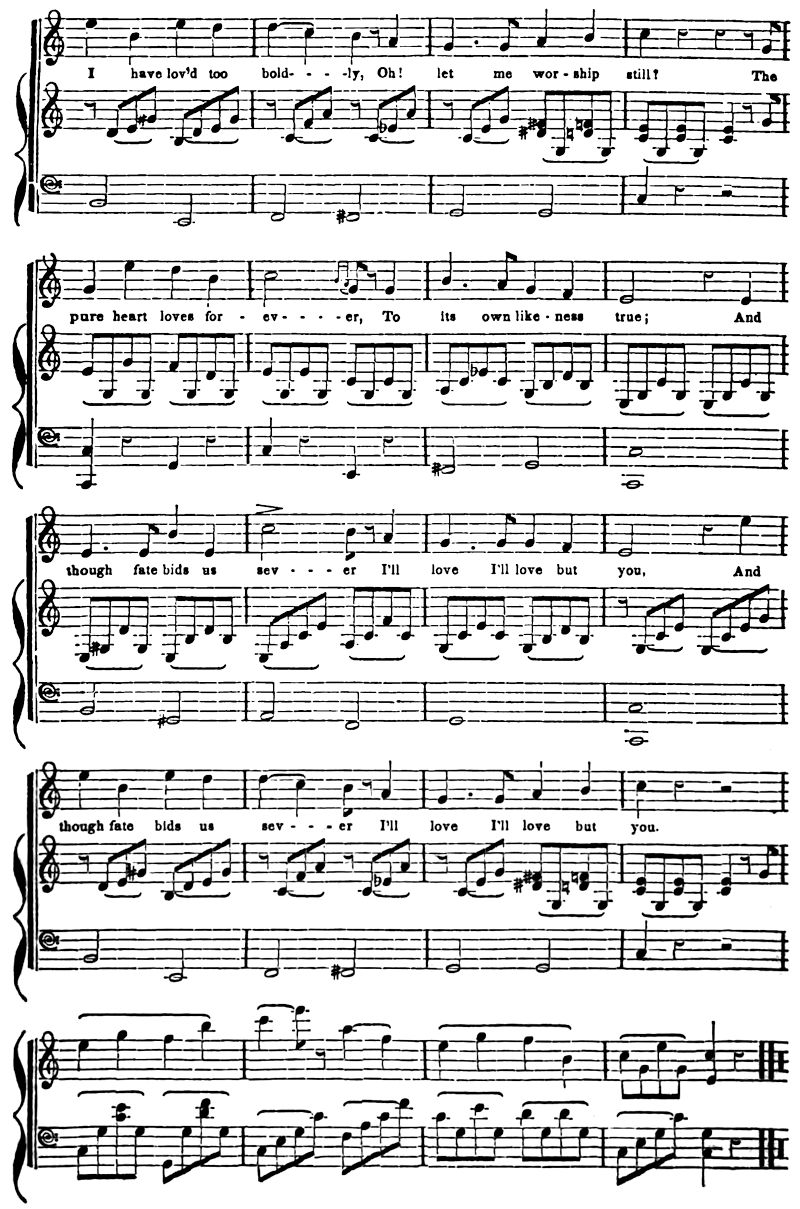 I have lov'd too bold- - - -ly, Oh! let me wor - ship still? The
pure heart loves for - ev - - - - er, To its own like - ness true; And
though fate bids us sev - - - - er I'll love I'll love but you, And
though fate bids us sev - - - - er I'll love I'll love but you.